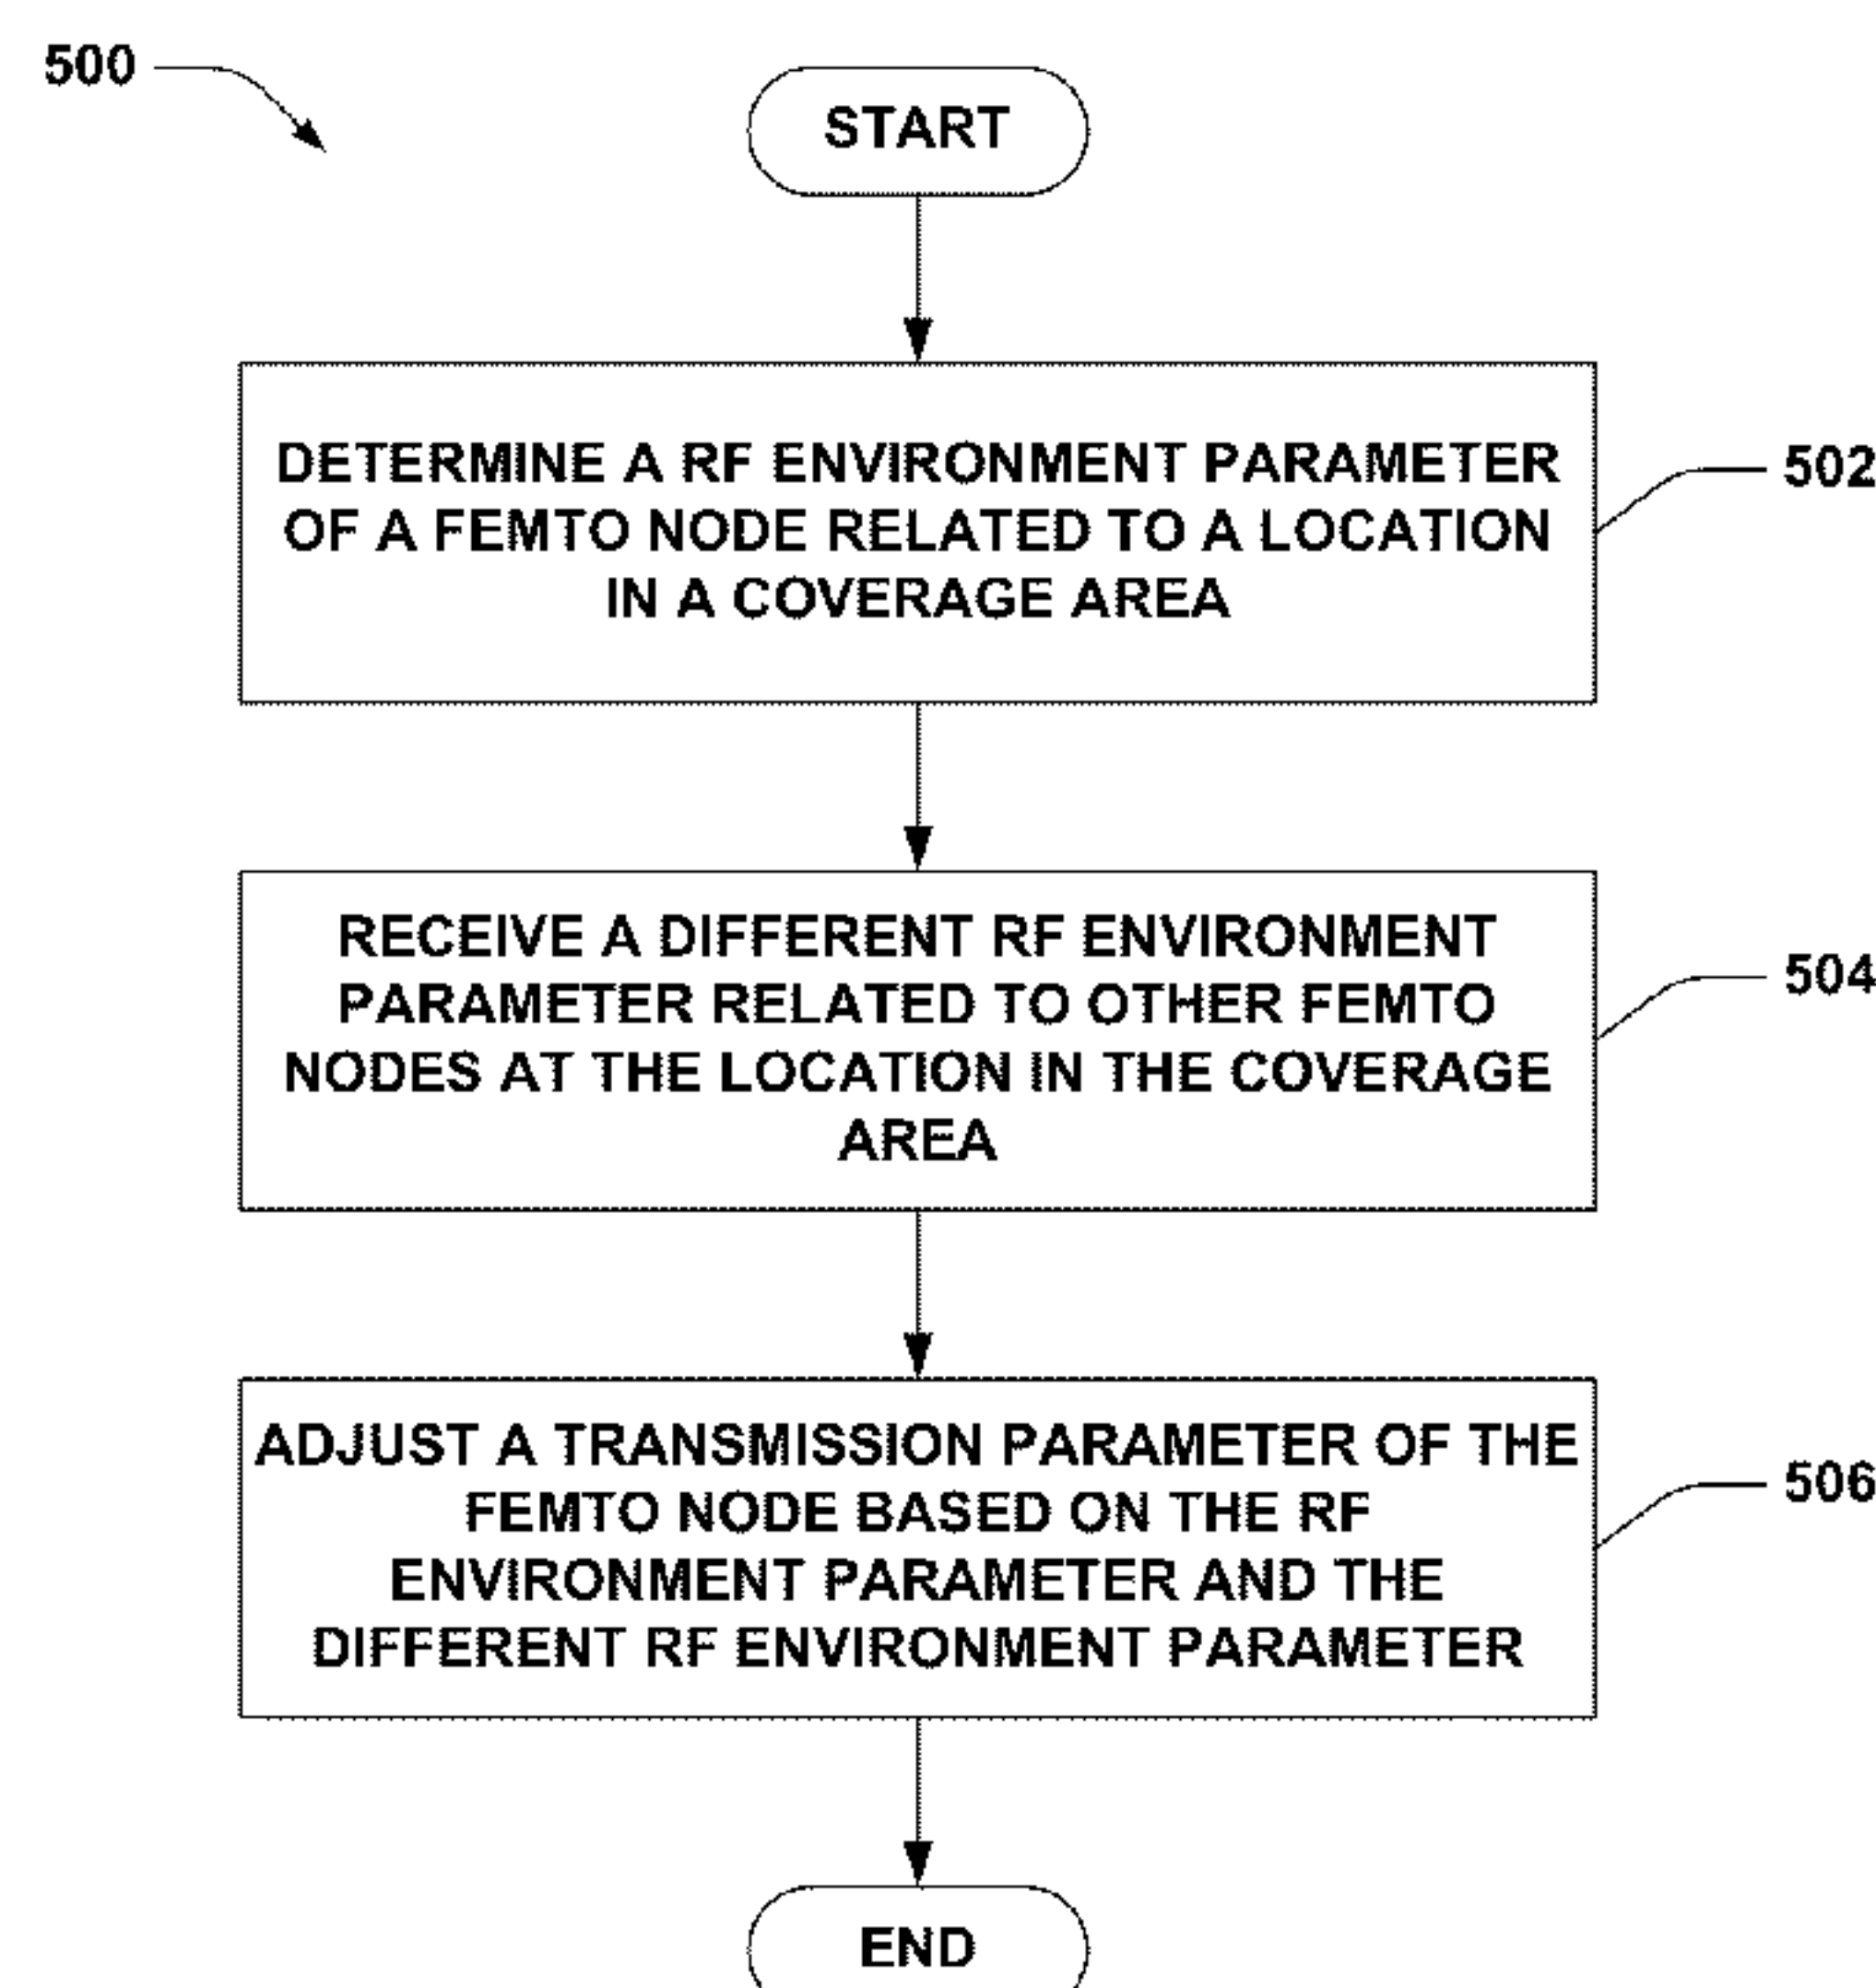 500
START
DETERMINE A RF ENVIRONMENT PARAMETER
OF A FEMTO NODE RELATED TO A LOCATION
IN A COVERAGE AREA
502
RECEIVE A DIFFERENT RF ENVIRONMENT
PARAMETER RELATED TO OTHER FEMTO
NODES AT THE LOCATION IN THE COVERAGE
AREA
504
ADJUST A TRANSMISSION PARAMETER OF THE
FEMTO NODE BASED ON THE RF
ENVIRONMENT PARAMETER AND THE
DIFFERENT RF ENVIRONMENT PARAMETER
506
END